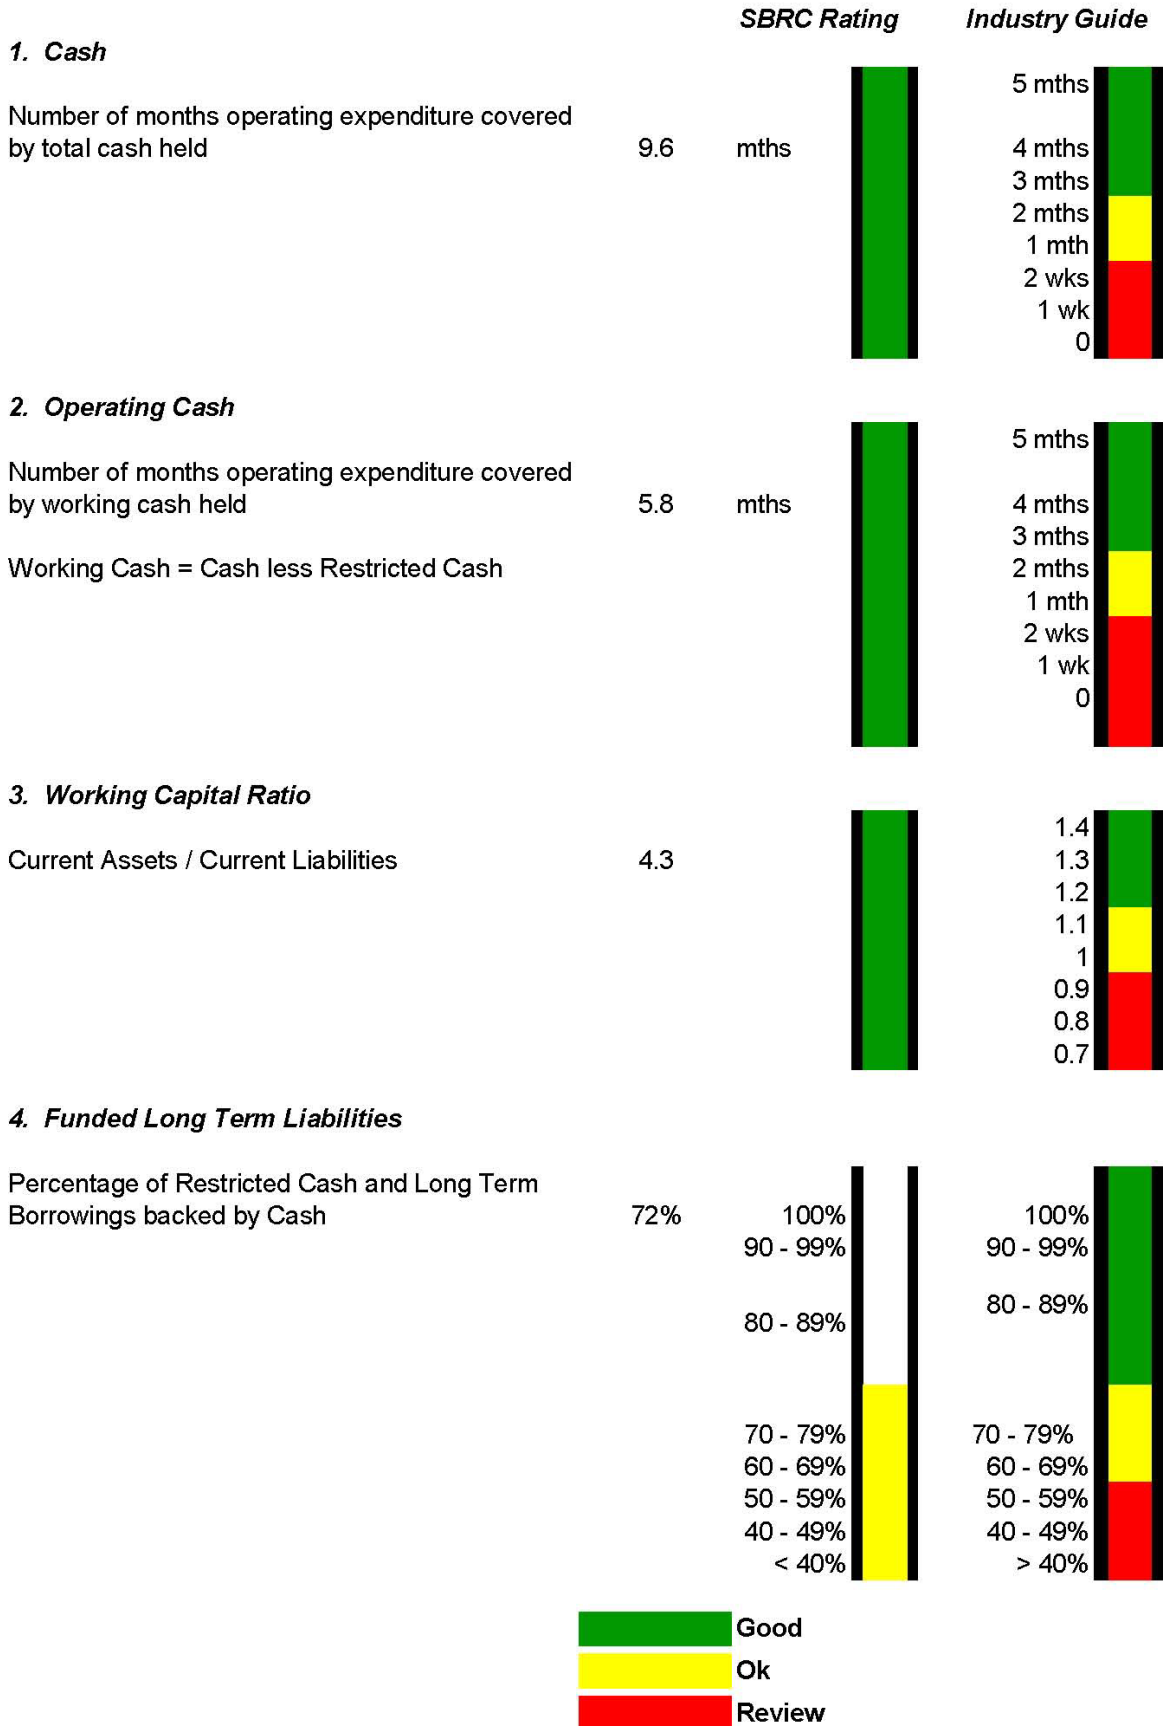 SBRC Rating Industry Guide
1. Cash
5 mths
Number of months operating expenditure covered
by total cash held 9.6 mths 4 mths
3 mths
2 mths
1 mth
2 wks
1 wk
0
2. Operating Cash
5 mths
Number of months operating expenditure covered
by working cash held 5.8 mths 4 mths
3 mths
Working Cash = Cash less Restricted Cash 2 mths
1 mth
2 wks
1 wk
0
3. Working Capital Ratio
1.4
Current Assets / Current Liabilities 4.3 1.3
1.2
1.1
1
0.9
0.8
0.7
4. Funded Long Term Liabilities
Percentage of Restricted Cash and Long Term
Borrowings backed by Cash 72% 100% 100%
90 - 99% 90 - 99%
80 - 89% 80 - 89%
70 - 79% 70 - 79%
60 - 69% 60 - 69%
50 - 59% 50 - 59%
40 - 49% 40 - 49%
< 40% > 40%
Good
Ok
Review